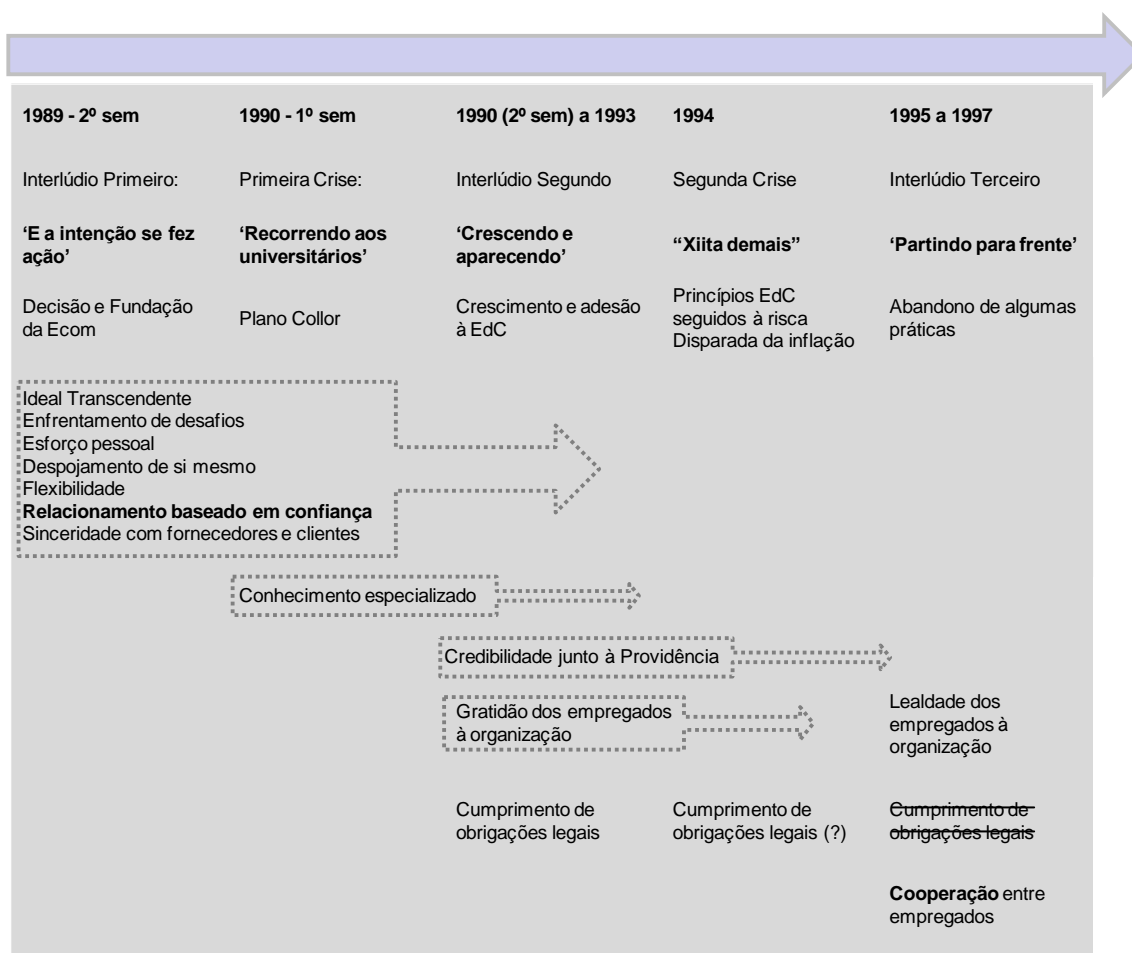 1989 - 2º sem
1990 - 1º sem
1990 (2º sem) a 1993
1994
1995 a 1997
Interlúdio Primeiro:
Primeira Crise:
Interlúdio Segundo
Segunda Crise
Interlúdio Terceiro
‘E a intenção se fez
ação’
‘Recorrendo aos
universitários’
‘Crescendo e
aparecendo’
“Xiita demais”
‘Partindo para frente’
Decisão e Fundação
da Ecom
Plano Collor
Crescimento e adesão
à EdC
Princípios EdC
seguidos à risca
Disparada da inflação
Abandono de algumas
práticas
Ideal Transcendente
Enfrentamento de desafios
Esforço pessoal
Despojamento de si mesmo
Flexibilidade
Relacionamento baseado em confiança
Sinceridade com fornecedores e clientes
Conhecimento especializado
Credibilidade junto à Providência
Gratidão dos empregados
à organização
Lealdade dos
empregados à
organização
Cumprimento de
obrigações legais
Cumprimento de
obrigações legais (?)
Cumprimento de
obrigações legais
Cooperação entre
empregados